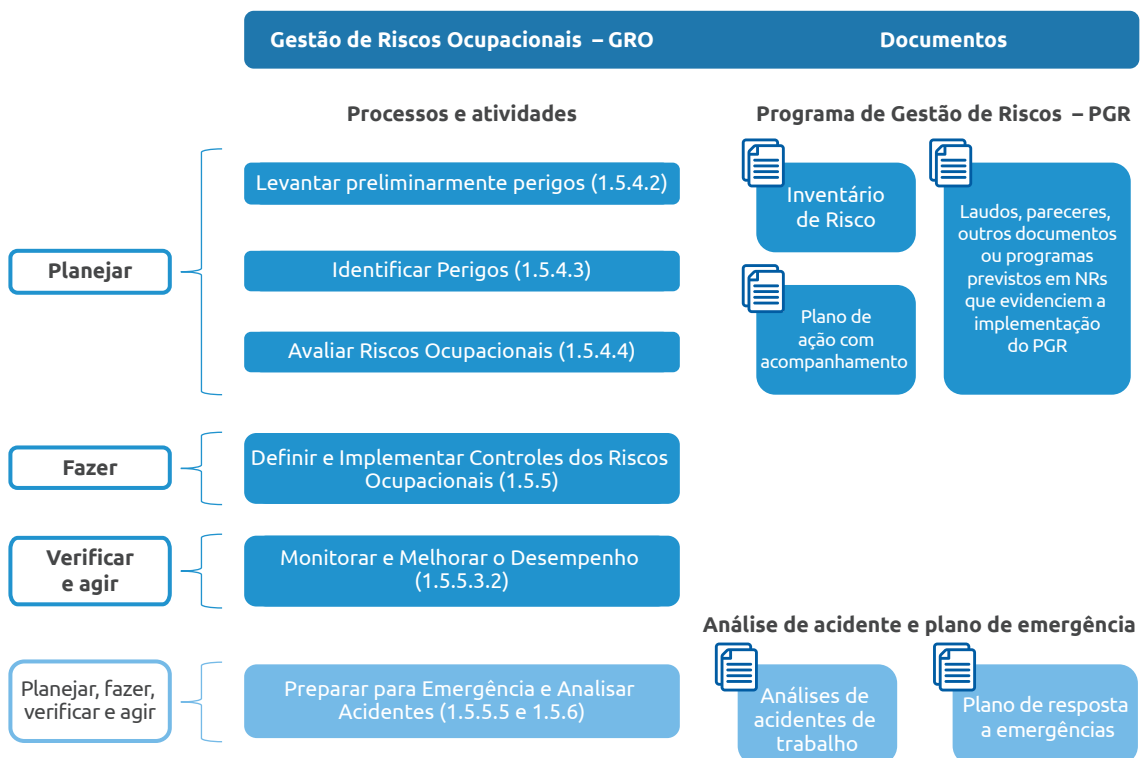 Gestão de Riscos Ocupacionais – GRO
Documentos
Processos e atividades
Programa de Gestão de Riscos – PGR
Planejar
Levantar preliminarmente perigos (1.5.4.2)
Identificar Perigos (1.5.4.3)
Avaliar Riscos Ocupacionais (1.5.4.4)
Inventário
de Risco
Plano de
ação com
acompanhamento
Laudos, pareceres,
outros documentos
ou programas
previstos em NRs
que evidenciem a
implementação
do PGR
Fazer
Definir e Implementar Controles dos Riscos
Ocupacionais (1.5.5)
Verificar
e agir
Monitorar e Melhorar o Desempenho
(1.5.5.3.2)
Análise de acidente e plano de emergência
Planejar, fazer,
verificar e agir
Preparar para Emergência e Analisar
Acidentes (1.5.5.5 e 1.5.6)
Análises de
acidentes de
trabalho
Plano de resposta
a emergências